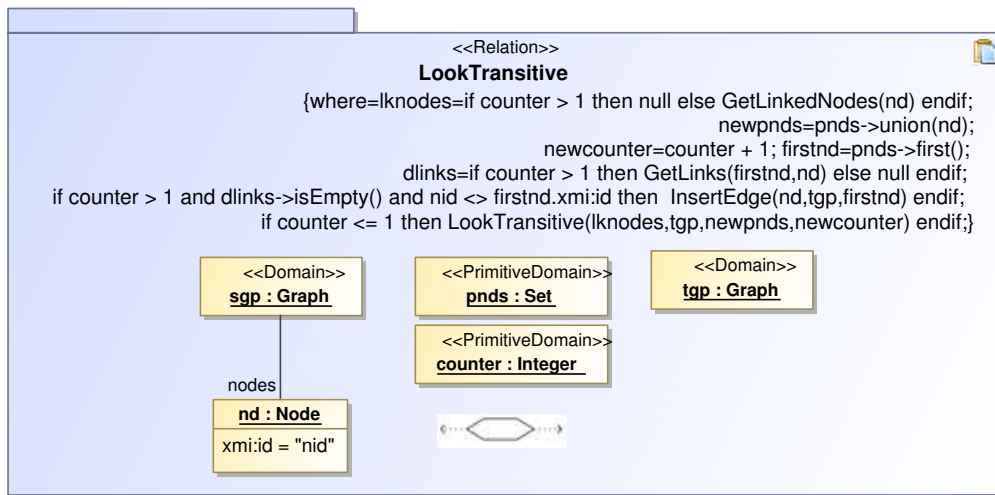 <<Relation>>
LookTransitive
{where=lknodes=if counter > 1 then null else GetLinkedNodes(nd) endif;
newpnds=pnds->union(nd);
newcounter=counter + 1; firstnd=pnds->first();
dlinks=if counter > 1 then GetLinks(firstnd,nd) else null endif;
if counter > 1 and dlinks->isEmpty() and nid <> firstnd.xmi:id then InsertEdge(nd,tgp,firstnd) endif;
if counter <= 1 then LookTransitive(lknodes,tgp,newpnds,newcounter) endif;}
<<Domain>>
sgp : Graph
<<PrimitiveDomain>>
pnds : Set
<<Domain>>
tgp : Graph
<<PrimitiveDomain>>
counter : Integer
nodes
nd : Node
xmi:id = "nid"